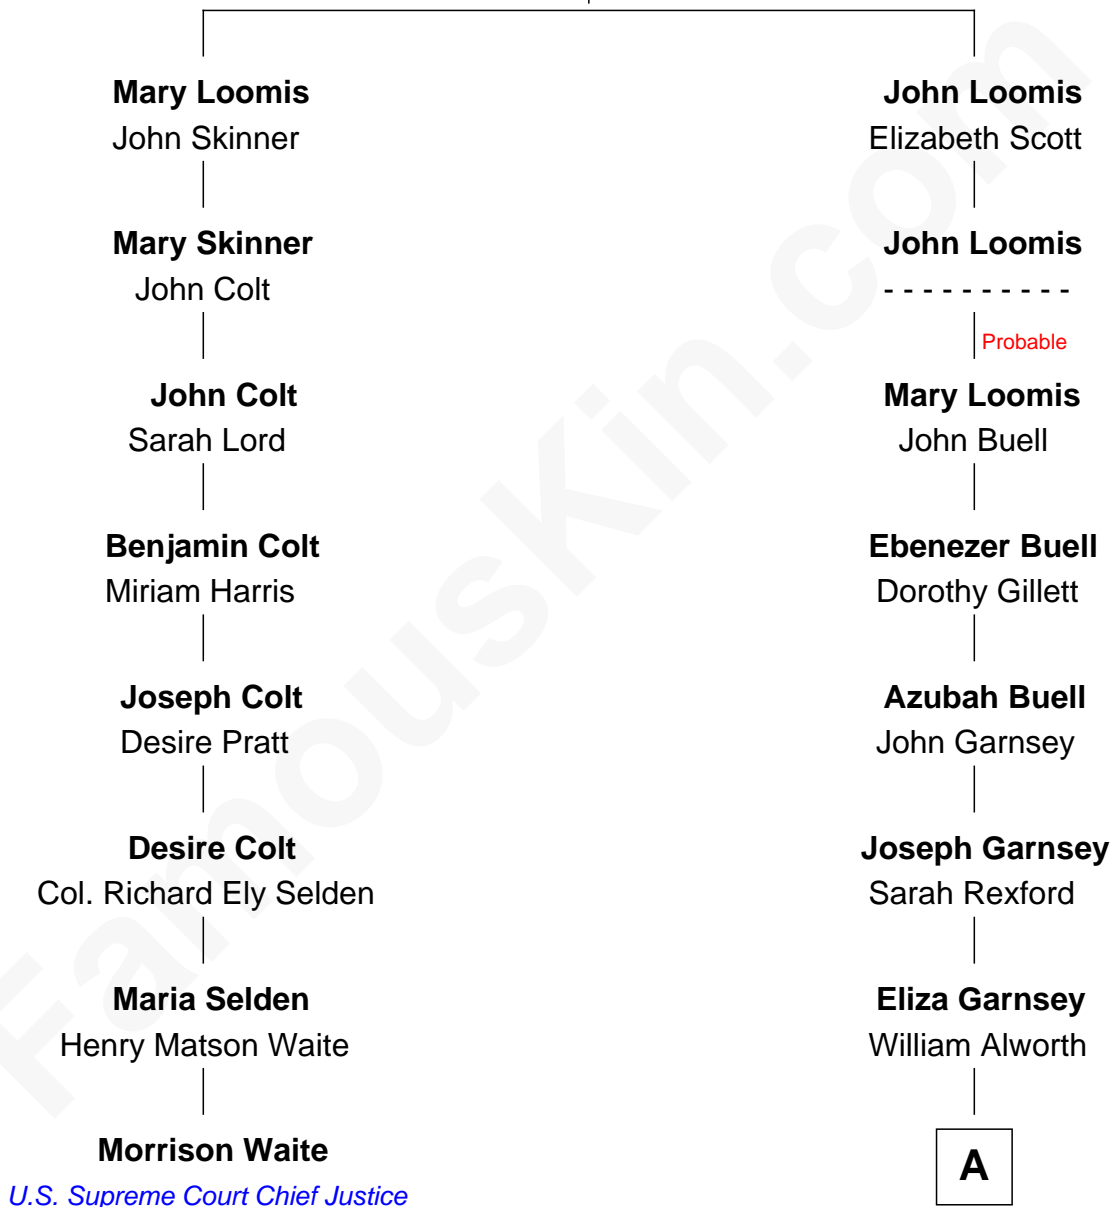 Mary Loomis
John Skinner
Mary Skinner
John Colt
John Colt
Sarah Lord
Benjamin Colt
Miriam Harris
Joseph Colt
Desire Pratt
Desire Colt
Col. Richard Ely Selden
Maria Selden
Henry Matson Waite
Morrison Waite
U.S. Supreme Court Chief Justice
John Loomis
Elizabeth Scott
John Loomis
- - - - - - - - - -
Probable
Mary Loomis
John Buell
Ebenezer Buell
Dorothy Gillett
Azubah Buell
John Garnsey
Joseph Garnsey
Sarah Rexford
Eliza Garnsey
William Alworth
A
FamousKin.com